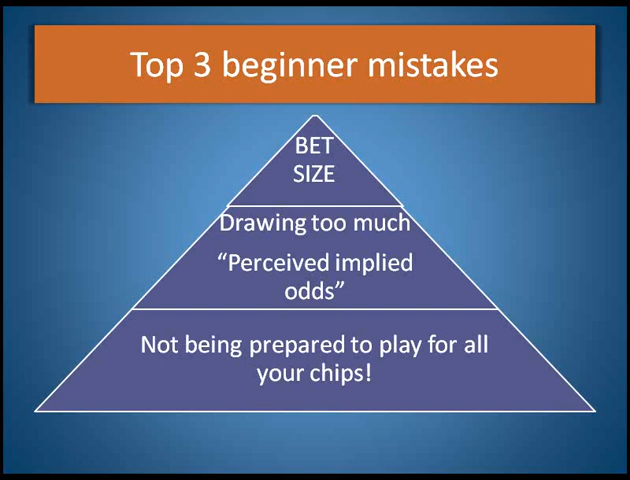 Top 3 beginner mistakes
BET
SIZE
Drawing too much
“Perceived implied
odds”
Not being prepared to play for all
your chips!